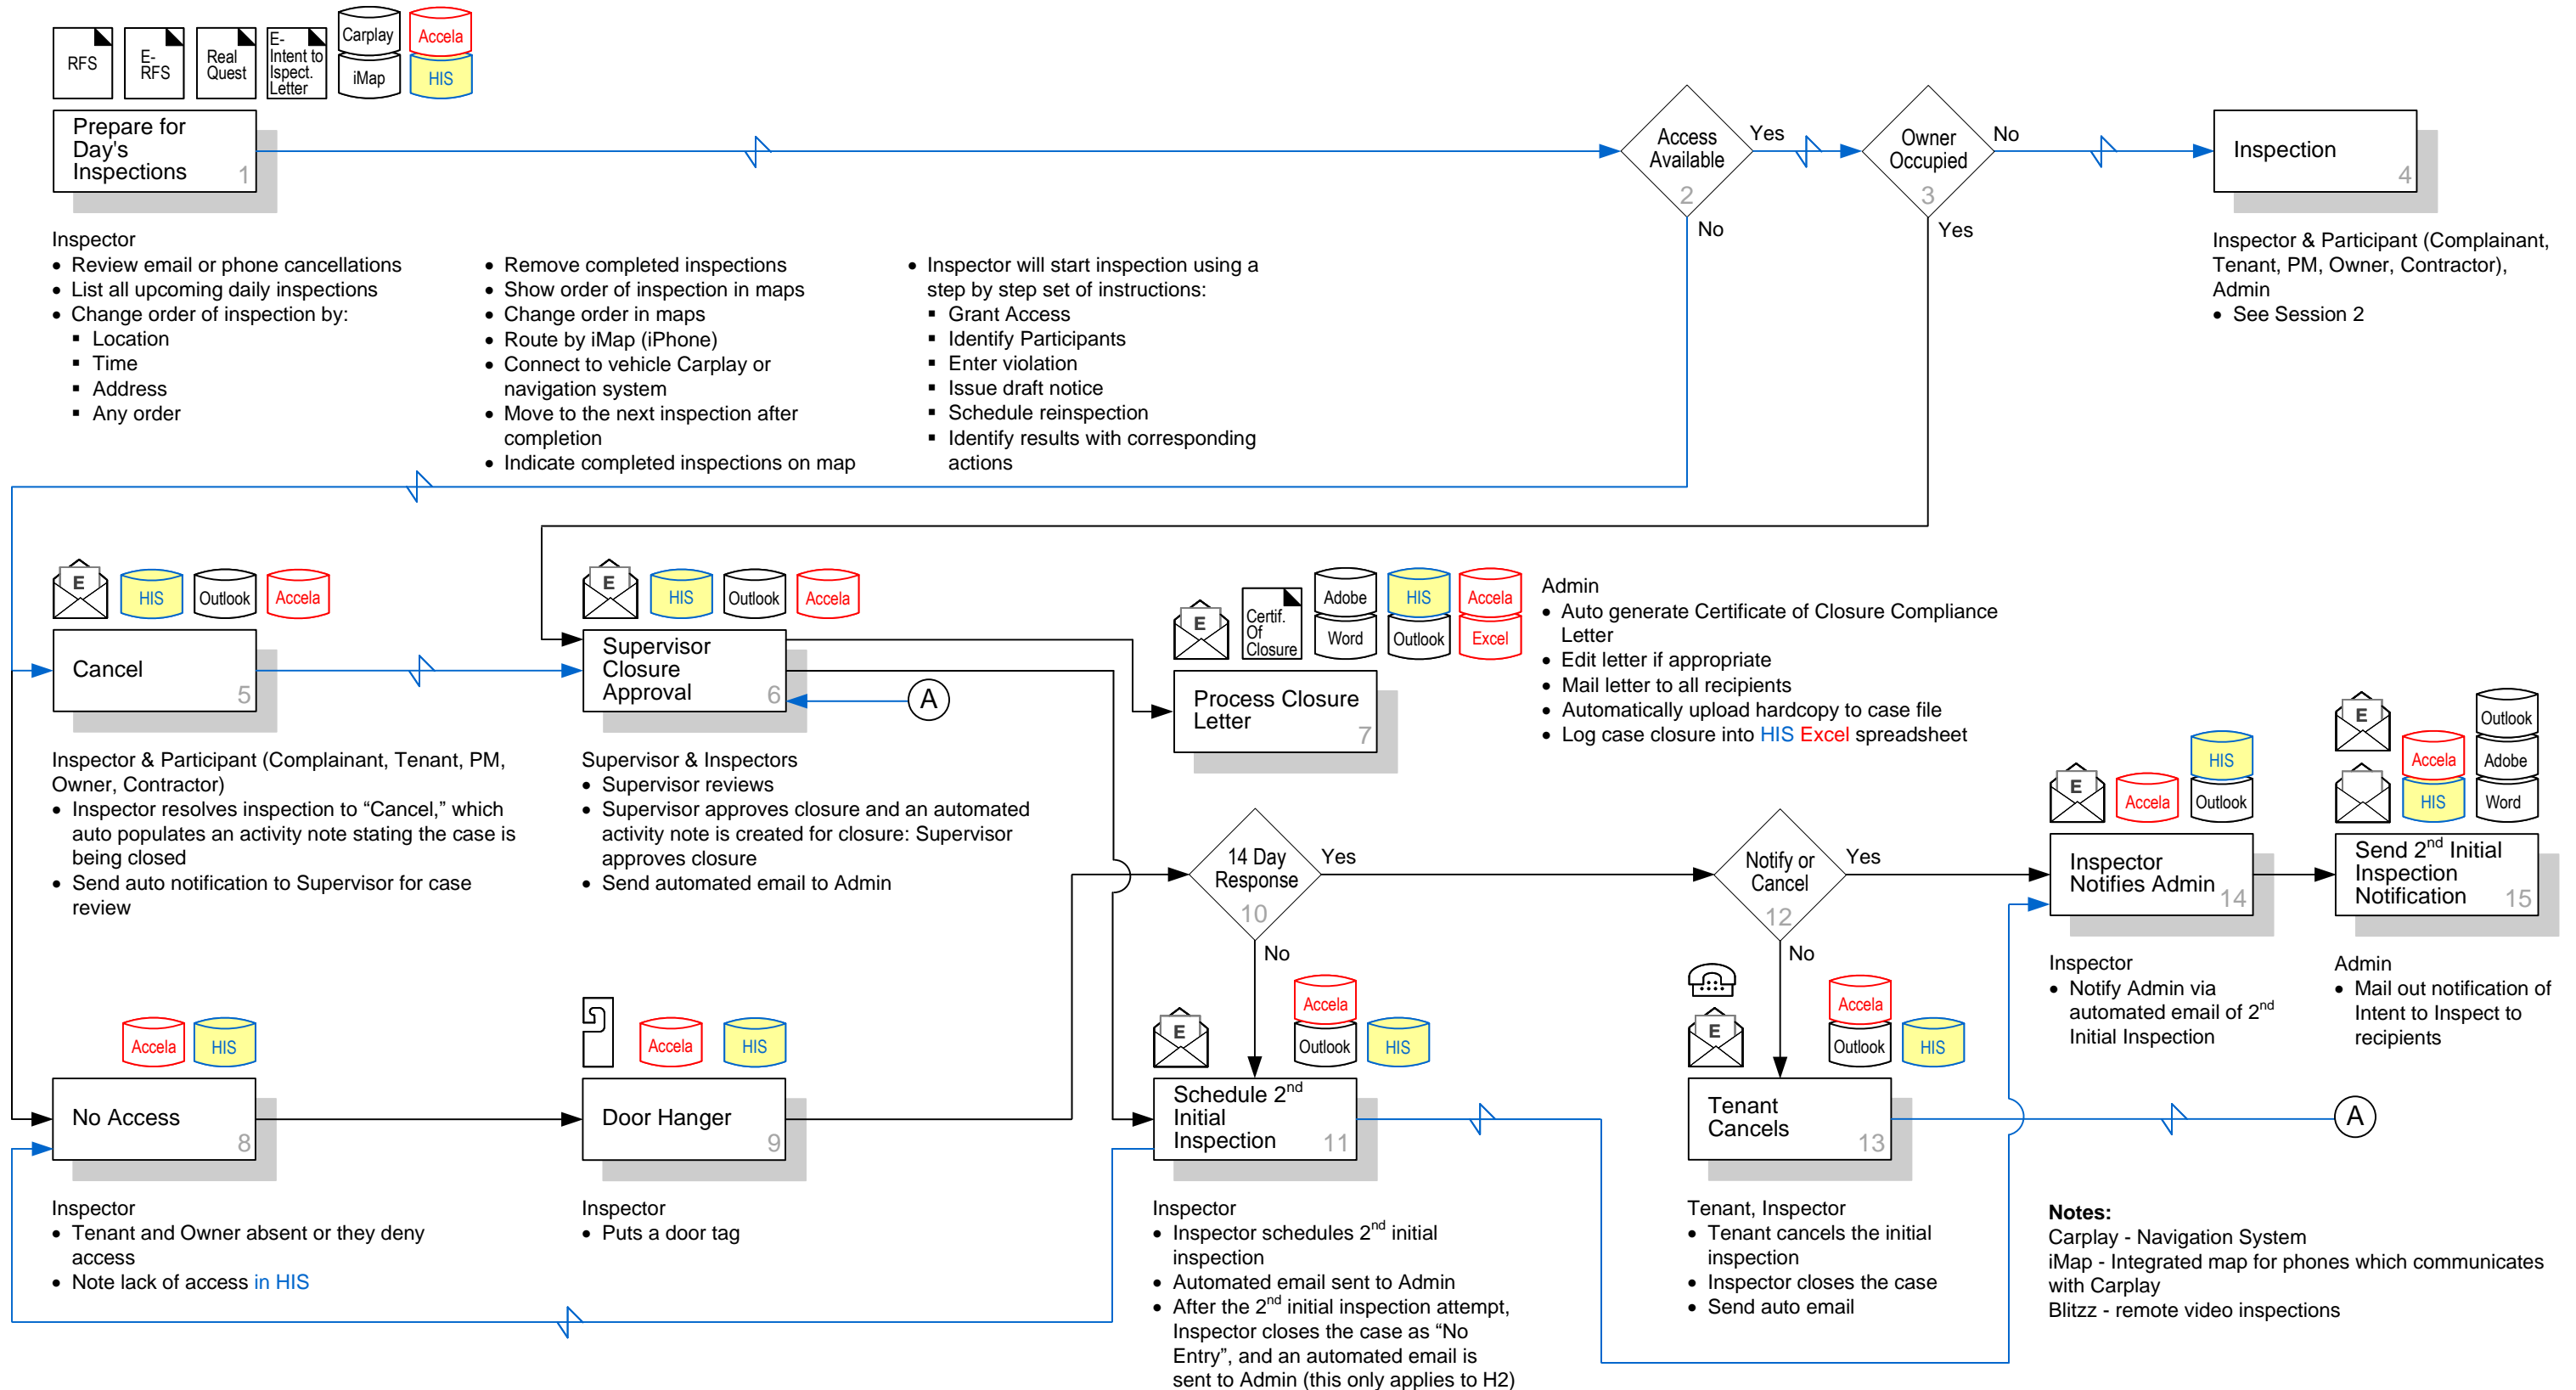 RFS
E-
RFS
Real
Quest
E-
Intent to
Ispect.
Letter
Carplay
iMap
Accela
HIS
Prepare for
Day's
Inspections
1
Access
Available
2
Yes
No
Owner
Occupied
3
No
Yes
Inspection
4
Inspector
• Review email or phone cancellations
• List all upcoming daily inspections
• Change order of inspection by:
▪ Location
▪ Time
▪ Address
▪ Any order
• Remove completed inspections
• Show order of inspection in maps
• Change order in maps
• Route by iMap (iPhone)
• Connect to vehicle Carplay or
navigation system
• Move to the next inspection after
completion
• Indicate completed inspections on map
• Inspector will start inspection using a
step by step set of instructions:
▪ Grant Access
▪ Identify Participants
▪ Enter violation
▪ Issue draft notice
▪ Schedule reinspection
▪ Identify results with corresponding
actions
Inspector & Participant (Complainant,
Tenant, PM, Owner, Contractor),
Admin
• See Session 2
E
HIS
Outlook
Accela
Cancel
5
Inspector & Participant (Complainant, Tenant, PM,
Owner, Contractor)
• Inspector resolves inspection to “Cancel,” which
auto populates an activity note stating the case is
being closed
• Send auto notification to Supervisor for case
review
E
HIS
Outlook
Accela
Supervisor
Closure
Approval
6
A
Supervisor & Inspectors
• Supervisor reviews
• Supervisor approves closure and an automated
activity note is created for closure: Supervisor
approves closure
• Send automated email to Admin
E
Certif.
Of
Closure
Adobe
Word
HIS
Outlook
Accela
Excel
Process Closure
Letter
7
Admin
• Auto generate Certificate of Closure Compliance
Letter
• Edit letter if appropriate
• Mail letter to all recipients
• Automatically upload hardcopy to case file
• Log case closure into HIS Excel spreadsheet
Accela
HIS
No Access
8
Inspector
• Tenant and Owner absent or they deny
access
• Note lack of access in HIS
Accela
HIS
Door Hanger
9
Inspector
• Puts a door tag
14 Day
Response
10
Yes
No
E
Accela
Outlook
HIS
Schedule 2nd
Initial
Inspection
11
Inspector
• Inspector schedules 2nd initial
inspection
• Automated email sent to Admin
• After the 2nd initial inspection attempt,
Inspector closes the case as “No
Entry”, and an automated email is
sent to Admin (this only applies to H2)
Notify or
Cancel
12
Yes
No
E
Accela
Outlook
HIS
Tenant
Cancels
13
A
Tenant, Inspector
• Tenant cancels the initial
inspection
• Inspector closes the case
• Send auto email
E
Accela
HIS
Outlook
Inspector
Notifies Admin
14
Inspector
• Notify Admin via
automated email of 2nd
Initial Inspection
E
Accela
HIS
Outlook
Adobe
Word
Send 2nd Initial
Inspection
Notification
15
Admin
• Mail out notification of
Intent to Inspect to
recipients
Notes:
Carplay - Navigation System
iMap - Integrated map for phones which communicates
with Carplay
Blitzz - remote video inspections